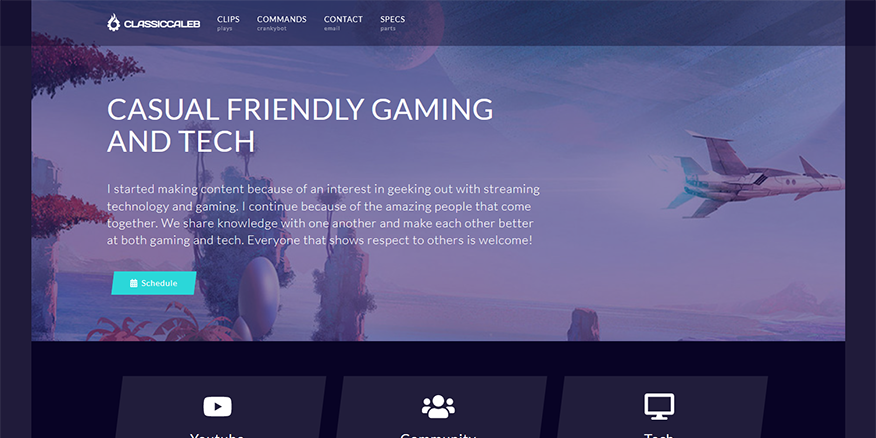 CLASSICCALEB
CLIPS
plays
COMMANDS
crankybot
CONTACT
email
SPECS
parts
CASUAL FRIENDLY GAMING
AND TECH
I started making content because of an interest in geeking out with streaming
technology and gaming. I continue because of the amazing people that come
together. We share knowledge with one another and make each other better
at both gaming and tech. Everyone that shows respect to others is welcome!
Schedule
Youtube
Community
Tech